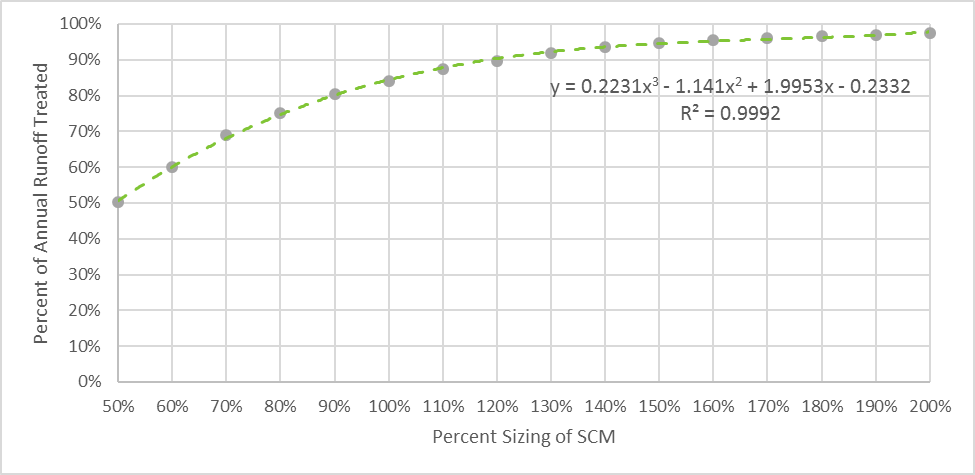 100%
90%
80%
70%
60%
50%
40%
30%
20%
10%
0%
Percent of Annual Runoff Treated
y = 0.2231x³ - 1.141x² + 1.9953x - 0.2332
R² = 0.9992
50% 60% 70% 80% 90% 100% 110% 120% 130% 140% 150% 160% 170% 180% 190% 200%
Percent Sizing of SCM